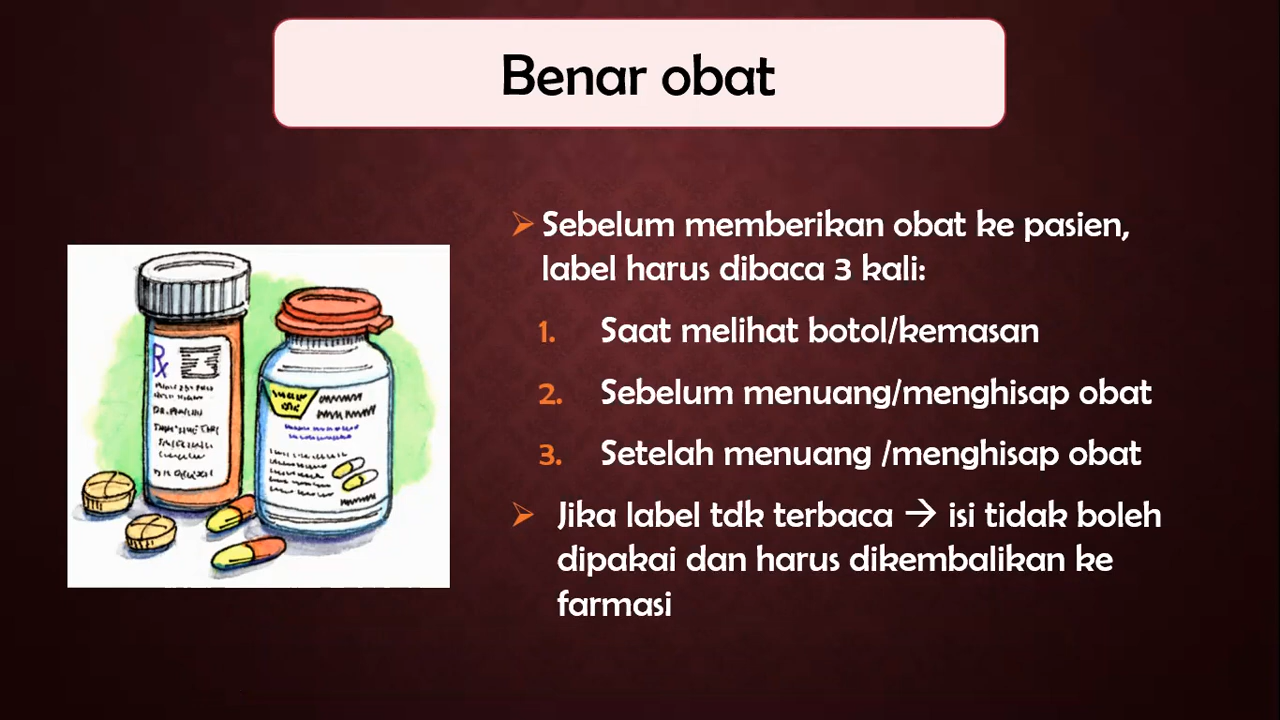 Benar obat
➢ Sebelum memberikan obat ke pasien,
label harus dibaca 3 kali:
1. Saat melihat botol/kemasan
2. Sebelum menuang/menghisap obat
3. Setelah menuang /menghisap obat
➢ Jika label tdk terbaca → isi tidak boleh
dipakai dan harus dikembalikan ke
farmasi
Rx